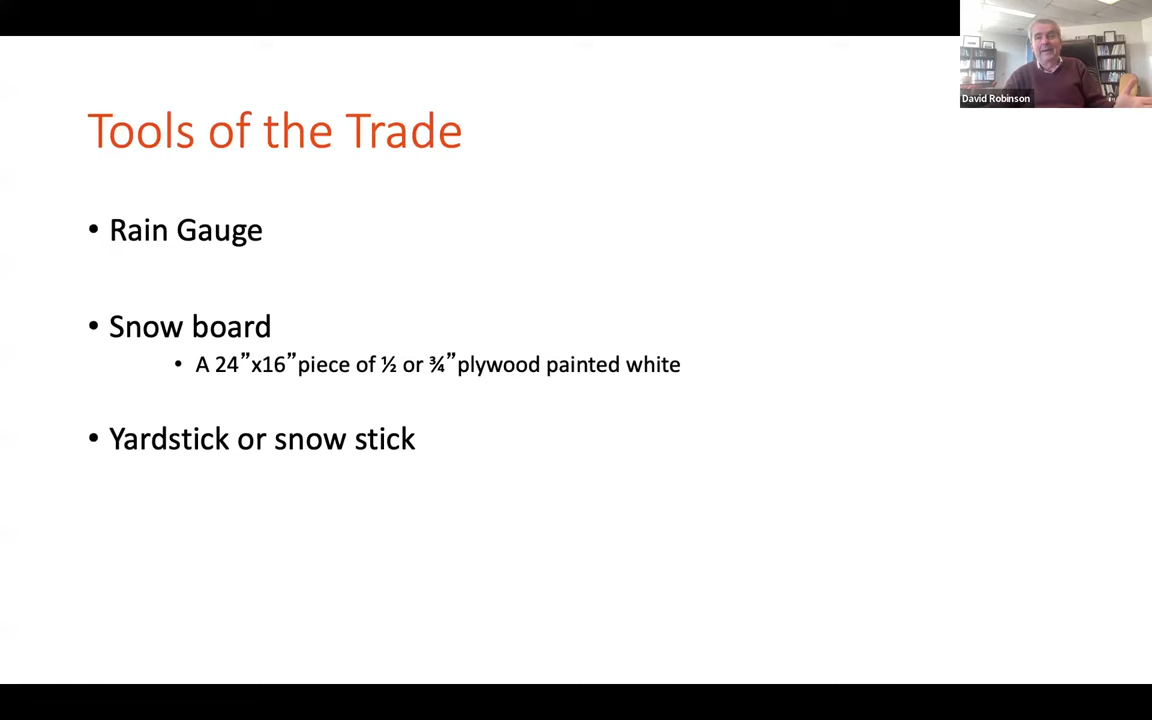 Tools of the Trade
• Rain Gauge
• Snow board
• A 24”x16”piece of ½ or ¾”plywood painted white
• Yardstick or snow stick
David Robinson